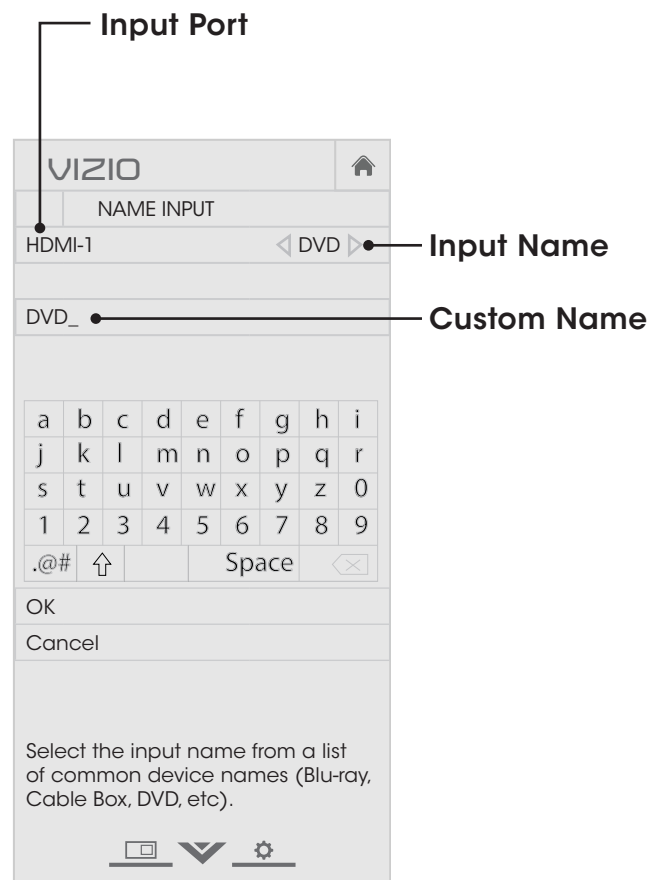 Input Port
VIZIO
NAME INPUT
HDMI-1 DVD Input Name
DVD_ Custom Name
a b c d e f g h i
j k l m n o p q r
s t u v w x y z 0
1 2 3 4 5 6 7 8 9
.@# Space
OK
Cancel
Select the input name from a list
of common device names (Blu-ray,
Cable Box, DVD, etc).